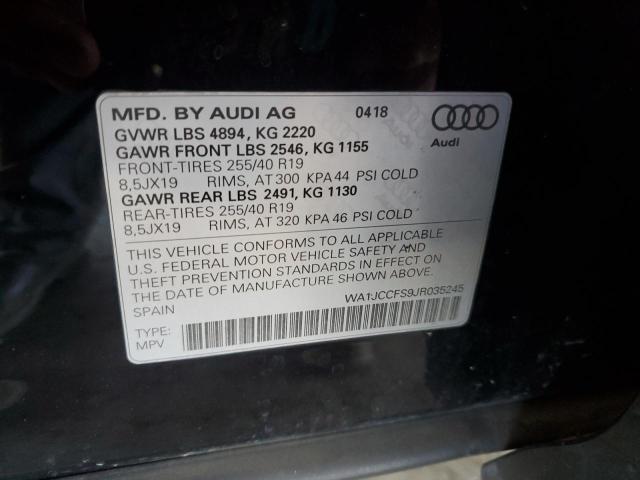 MFD. BY AUDI AG 0418
GVWR LBS 4894, KG 2220
GAWR FRONT LBS 2546, KG 1155
FRONT-TIRES 255/40 R19
8,5JX19 RIMS, AT 300 KPA 44 PSI COLD
GAWR REAR LBS 2491, KG 1130
REAR-TIRES 255/40 R19
8,5JX19 RIMS, AT 320 KPA 46 PSI COLD
Audi
Audi
THIS VEHICLE CONFORMS TO ALL APPLICABLE
U.S. FEDERAL MOTOR VEHICLE SAFETY AND
THEFT PREVENTION STANDARDS IN EFFECT ON
THE DATE OF MANUFACTURE SHOWN ABOVE.
SPAIN
WA1JCCFS9JR035245
TYPE:
MPV